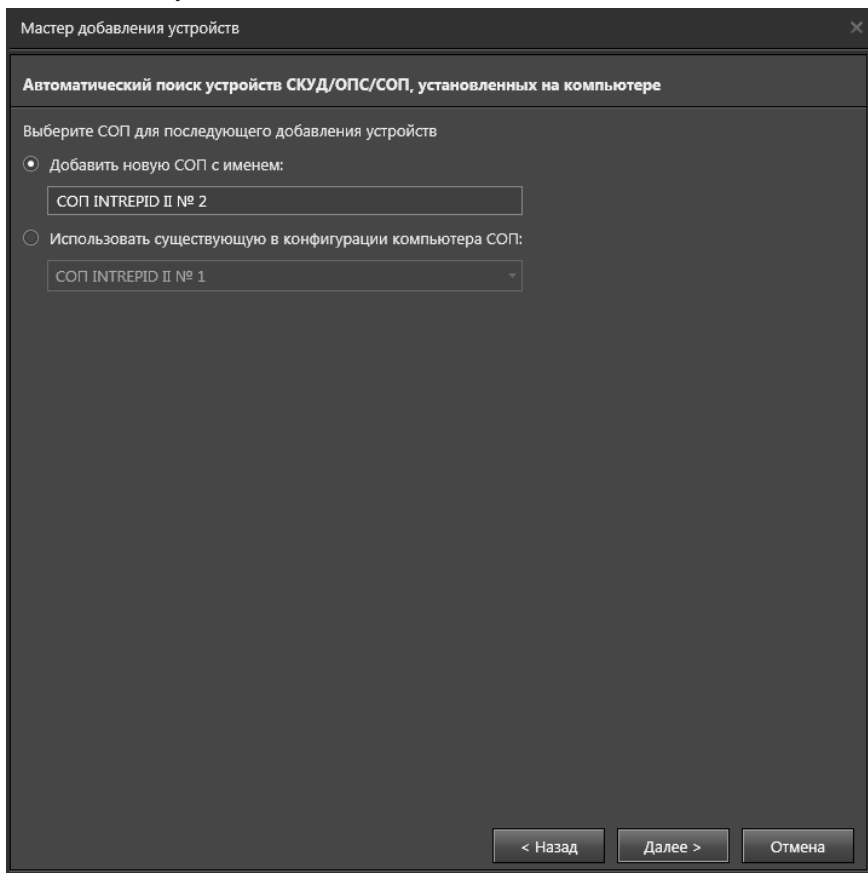 Мастер добавления устройств
Автоматический поиск устройств СКУД/ОПС/СОП, установленных на компьютере
Выберите СОП для последующего добавления устройств
Добавить новую СОП с именем:
СОП INTREPID II № 2
Использовать существующую в конфигурации компьютера СОП:
СОП INTREPID II № 1
< Назад Далее > Отмена